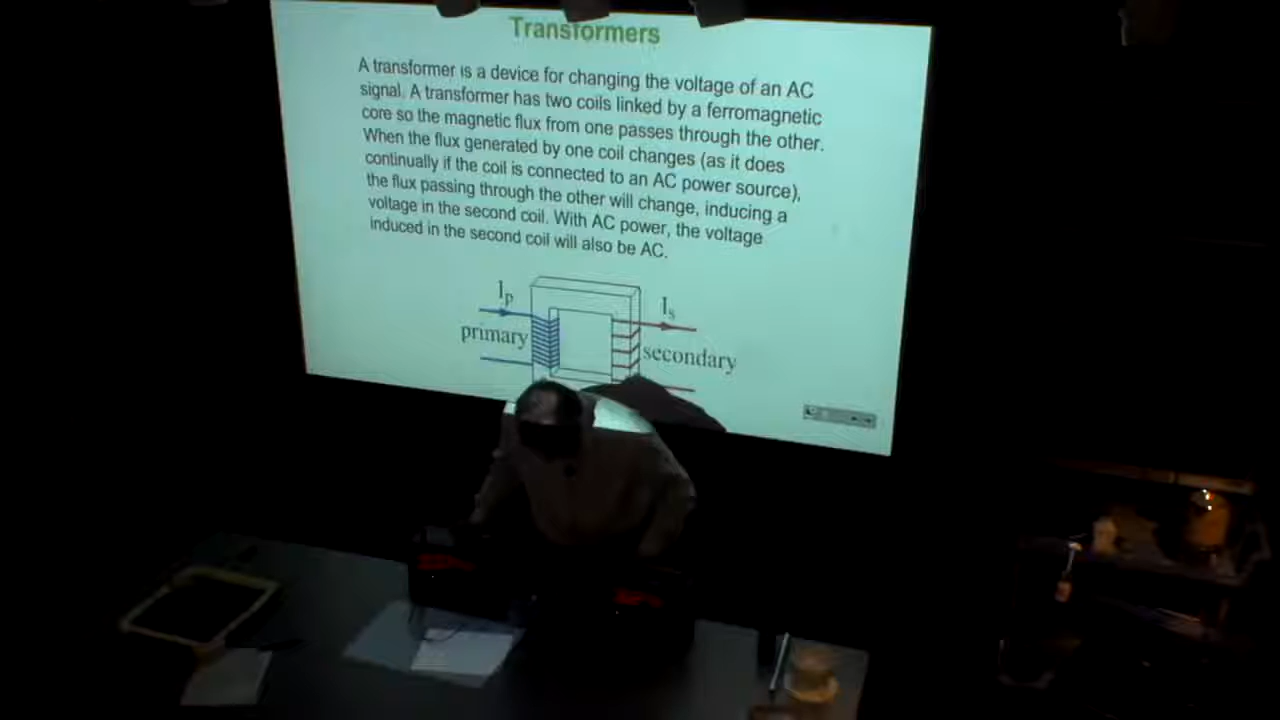 Transformers
A transformer is a device for changing the voltage of an AC
signal. A transformer has two coils linked by a ferromagnetic
core so the magnetic flux from one passes through the other.
When the flux generated by one coil changes (as it does
continually if the coil is connected to an AC power source),
the flux passing through the other will change, inducing a
voltage in the second coil. With AC power, the voltage
induced in the second coil will also be AC.
Ip
Is
primary
secondary